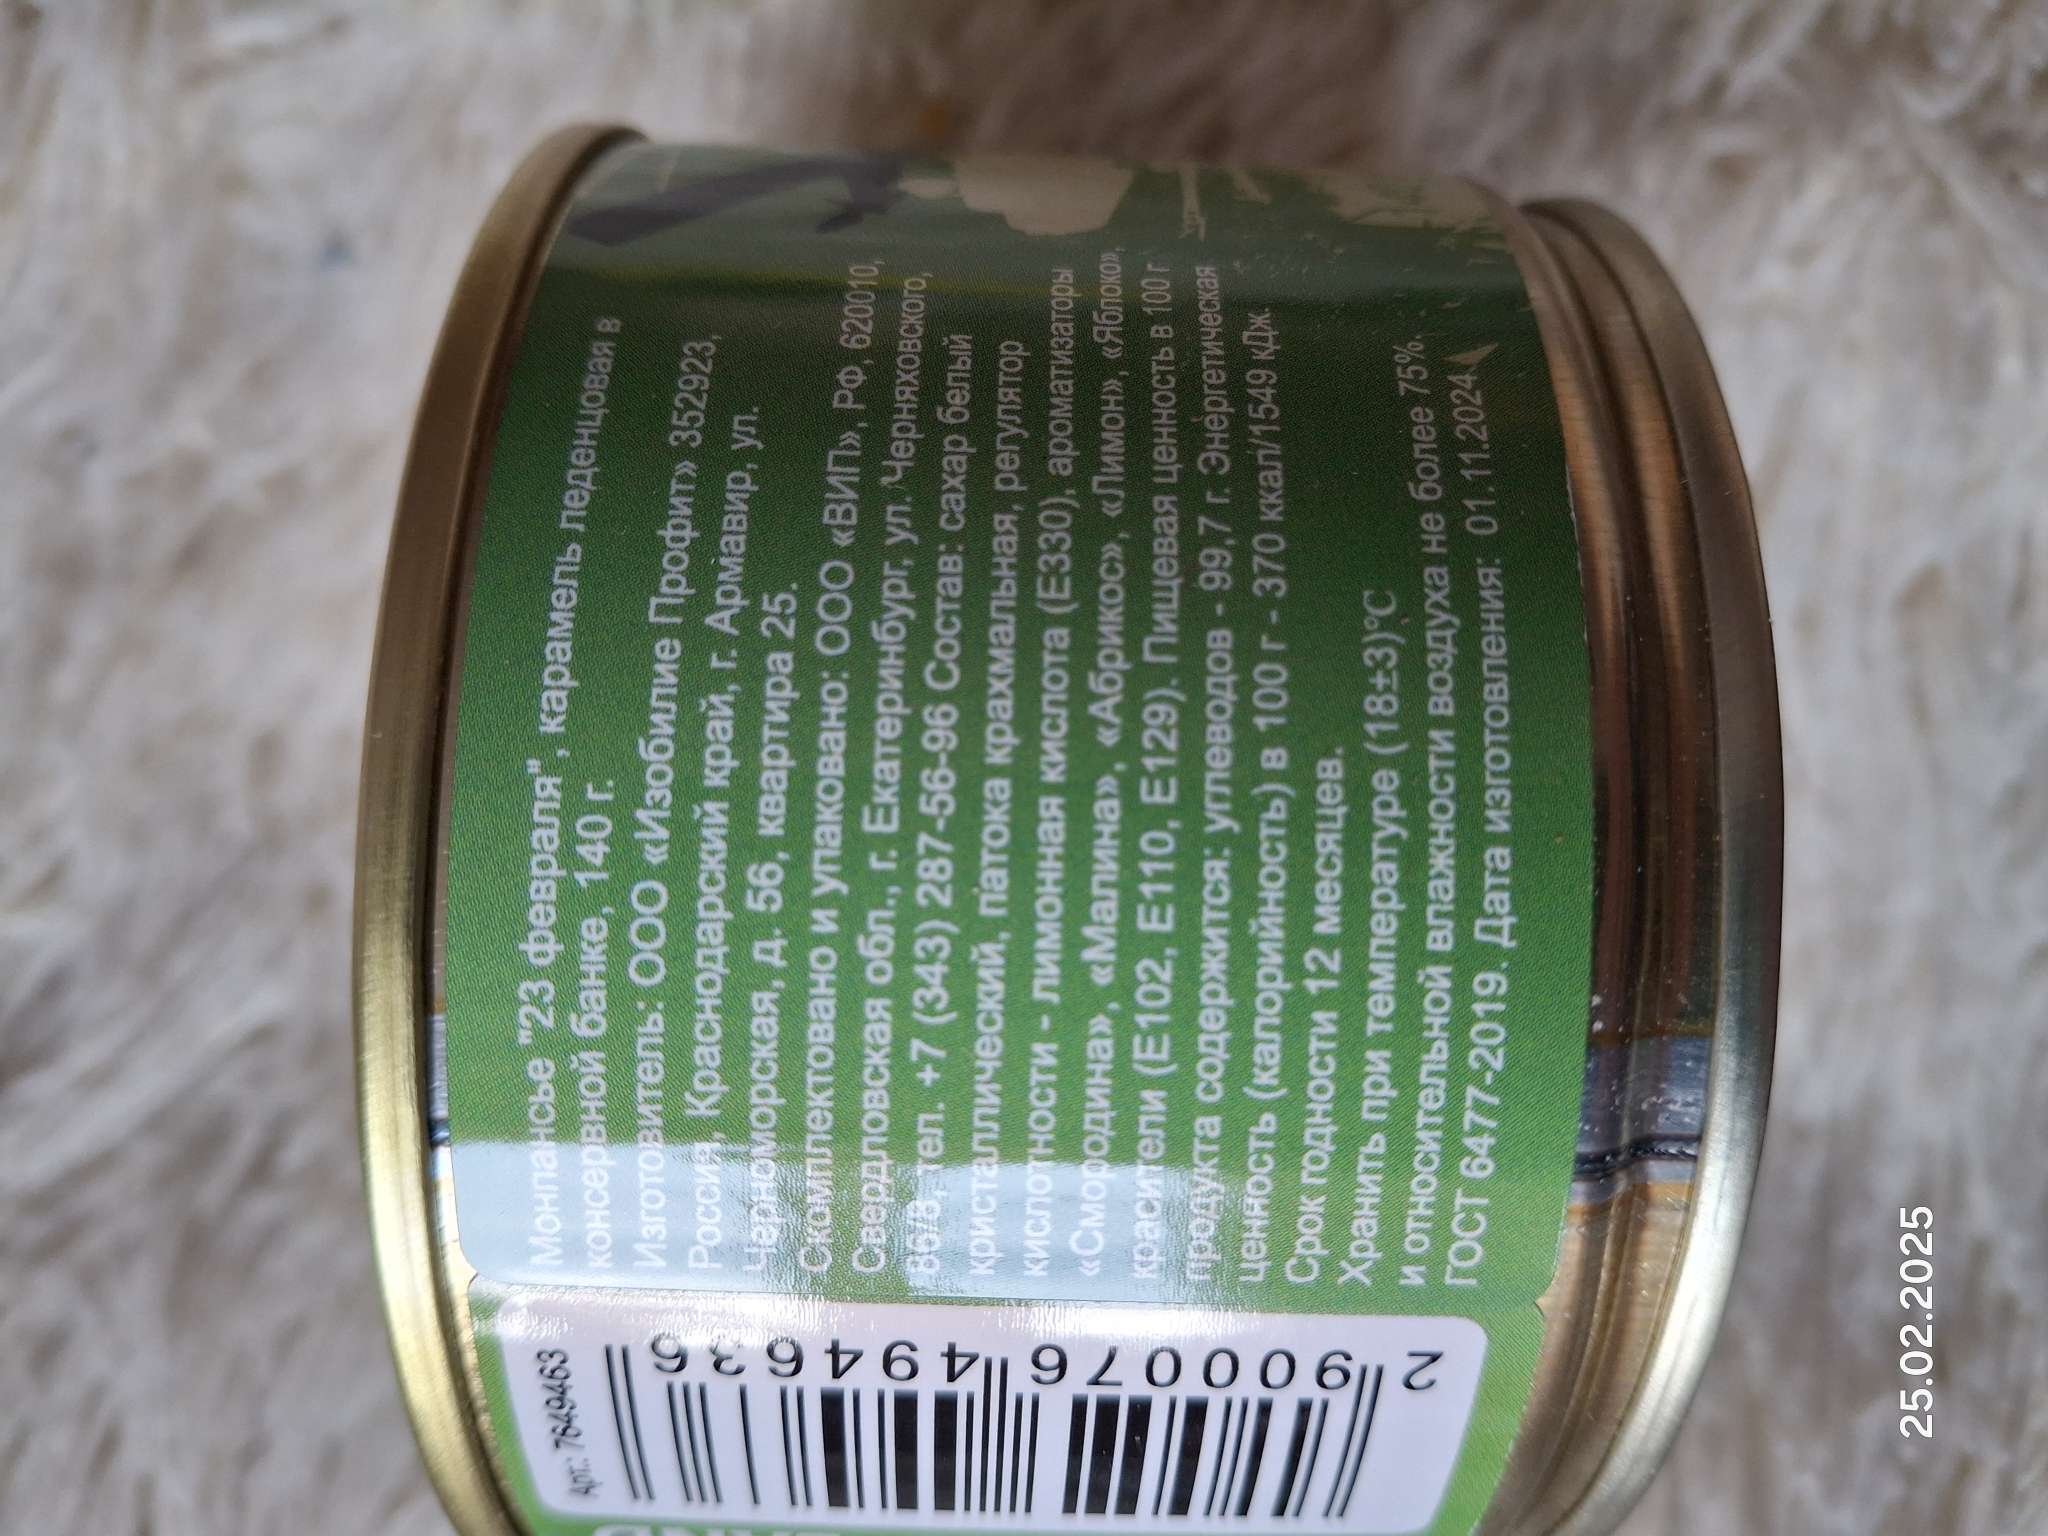 Монпансье "23 февраля", карамель леденцовая в
консервной банке, 140 г.
Изготовитель: ООО «Изобилие Профит» 352923,
Россия, Краснодарский край, г. Армавир, ул.
Черноморская, д. 56, квартира 25.
Скомплектовано и упаковано: ООО «ВИП», РФ, 620010,
Свердловская обл., г. Екатеринбург, ул. Черняховского,
тел. +7 (343) 287-56-96 Состав: сахар белый
кристаллический, патока крахмальная, регулятор
кислотности - лимонная кислота (Е330), ароматизаторы
«Смородина», «Малина», «Абрикос», «Лимон», «Яблоко»,
красители (Е102, Е110, Е129). Пищевая ценность в 100 г
продукта содержится: углеводов - 99,7 г. Энергетическая
ценность (калорийность) в 100 г - 370 ккал/1549 кДж.
Срок годности 12 месяцев.
Хранить при температуре (18±3)°С
и относительной влажности воздуха не более 75%.
ГОСТ 6477-2019. Дата изготовления: 01.11.2024
Арт.: 7649463
2 900076 494636
25.02.2025